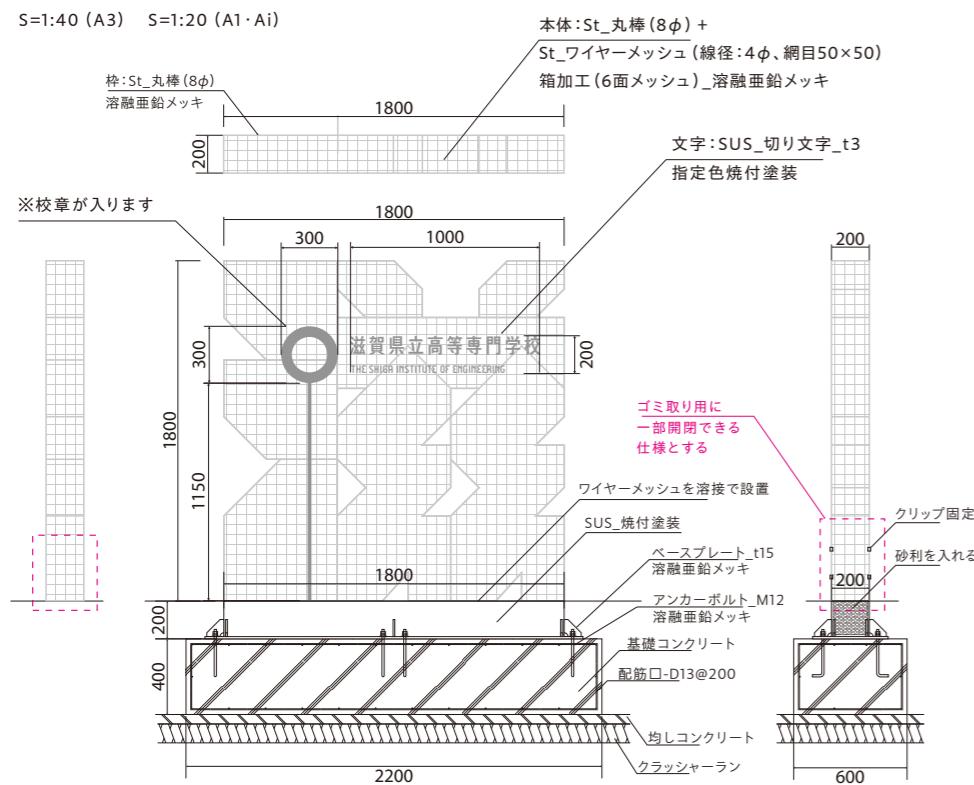 S=1:40 (A3) S=1:20 (A1・Ai)
本体：St_丸棒(8φ) +
St_ワイヤーメッシュ(線径：4φ、網目50×50)
箱加工(6面メッシュ)_溶融亜鉛メッキ
枠：St_丸棒(8φ)
溶融亜鉛メッキ
1800
200
文字：SUS_切り文字_t3
指定色焼付塗装
※校章が入ります
1800
300
1000
200
滋賀県立高等専門学校
THE SHIGA INSTITUTE OF ENGINEERING
300
200
1800
1150
ゴミ取り用に
一部開閉できる
仕様とする
ワイヤーメッシュを溶接で設置
クリップ固定
SUS_焼付塗装
ベースプレート_t15
溶融亜鉛メッキ
砂利を入れる
1800
200
アンカーボルト_M12
溶融亜鉛メッキ
200
基礎コンクリート
400
配筋口-D13@200
均しコンクリート
クラッシャーラン
2200
600